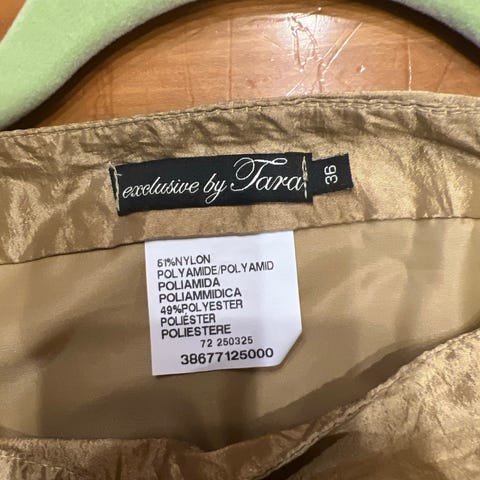 exclusive by Tara
36
51%NYLON
POLYAMIDE/POLYAMID
POLIAMIDA
POLIAMMIDICA
49%POLYESTER
POLIÉSTER
POLIESTERE
72 250325
38677125000